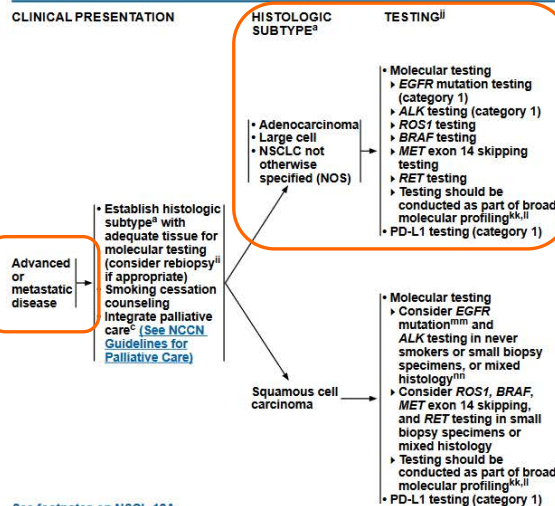 CLINICAL PRESENTATION
HISTOLOGIC
SUBTYPEᵃ
TESTINGʲʲ
• Adenocarcinoma
• Large cell
• NSCLC not
otherwise
specified (NOS)
• Molecular testing
▸ EGFR mutation testing
(category 1)
▸ ALK testing (category 1)
▸ ROS1 testing
▸ BRAF testing
▸ MET exon 14 skipping
testing
▸ RET testing
▸ Testing should be
conducted as part of broad
molecular profilingᵏᵏ,ˡˡ
• PD-L1 testing (category 1)
Advanced
or
metastatic
disease
• Establish histologic
subtypeᵃ with
adequate tissue for
molecular testing
(consider rebiopsyⁱⁱ
if appropriate)
• Smoking cessation
counseling
• Integrate palliative
careᶜ (See NCCN
Guidelines for
Palliative Care)
Squamous cell
carcinoma
• Molecular testing
▸ Consider EGFR
mutationᵐᵐ and
ALK testing in never
smokers or small biopsy
specimens, or mixed
histologyⁿⁿ
▸ Consider ROS1, BRAF,
MET exon 14 skipping,
and RET testing in small
biopsy specimens or
mixed histology
▸ Testing should be
conducted as part of broad
molecular profilingᵏᵏ,ˡˡ
• PD-L1 testing (category 1)